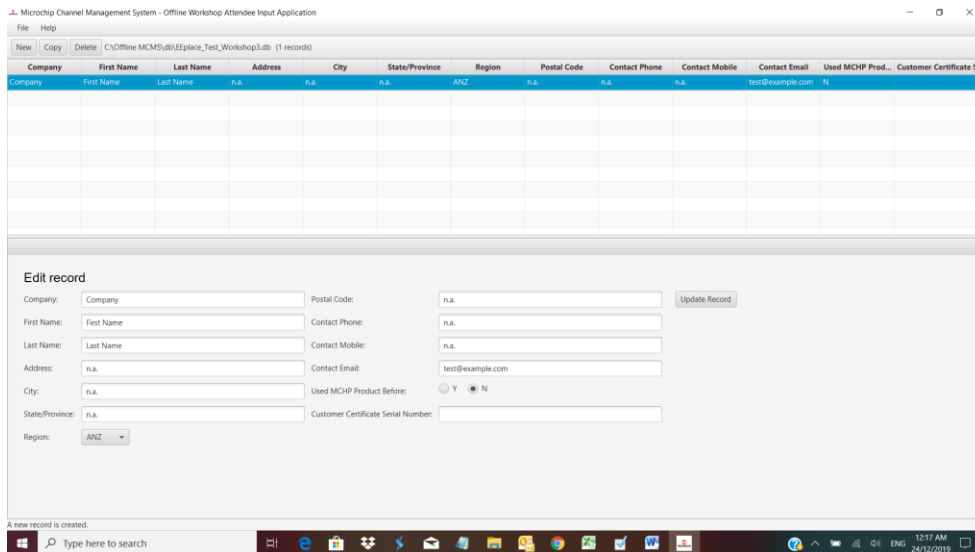 Microchip Channel Management System - Offline Workshop Attendee Input Application
File Help
New Copy Delete C:\Offline MCMS\db\EEplace_Test_Workshop3.db (1 records)
Company First Name Last Name Address City State/Province Region Postal Code Contact Phone Contact Mobile Contact Email Used MCHP Prod... Customer Certificate S
Company First Name Last Name n.a. n.a. n.a. ANZ n.a. n.a. n.a. test@example.com N
Edit record
Company: Company Postal Code: n.a. Update Record
First Name: First Name Contact Phone: n.a.
Last Name: Last Name Contact Mobile: n.a.
Address: n.a. Contact Email: test@example.com
City: n.a. Used MCHP Product Before: Y N
State/Province: n.a. Customer Certificate Serial Number:
Region: ANZ
A new record is created.
Type here to search ENG 12:17 AM
24/12/2019